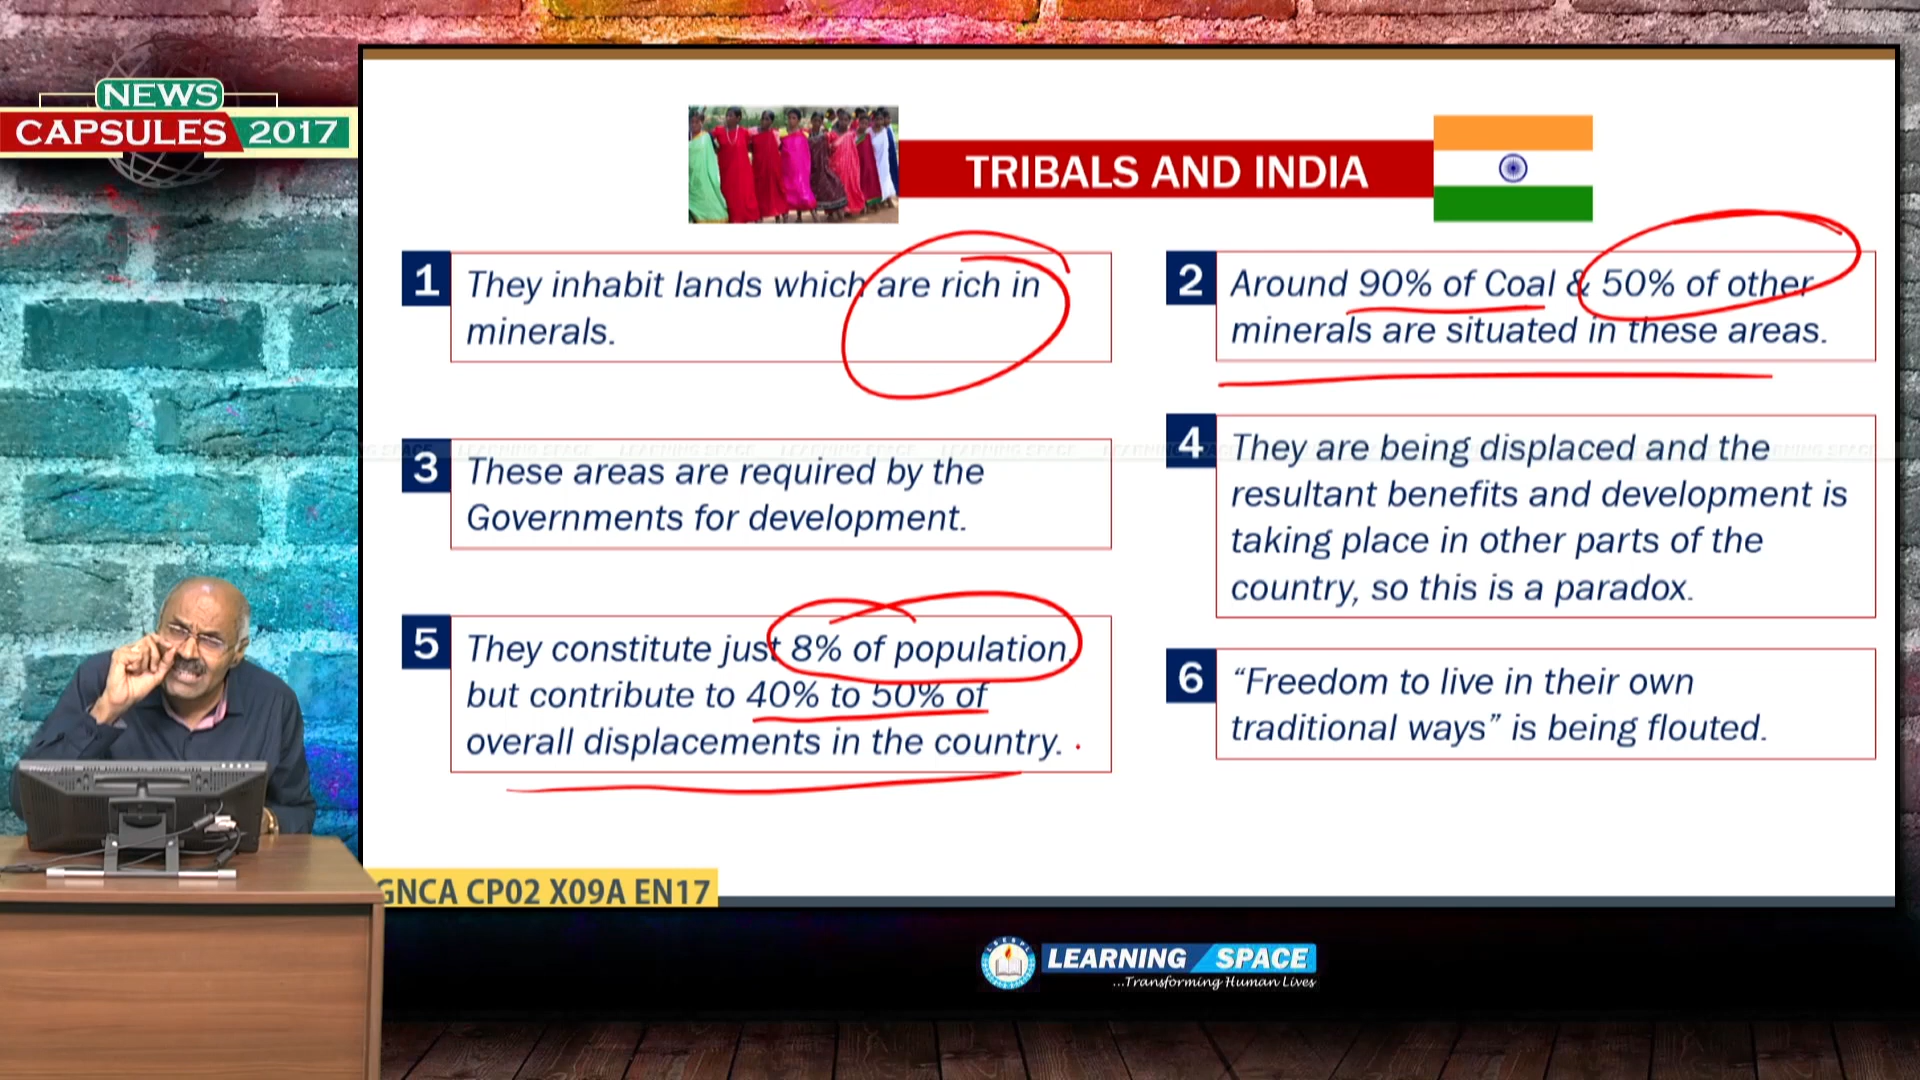 NEWS
CAPSULES 2017
TRIBALS AND INDIA
1
They inhabit lands which are rich in
minerals.
2
Around 90% of Coal & 50% of other
minerals are situated in these areas.
3
These areas are required by the
Governments for development.
4
They are being displaced and the
resultant benefits and development is
taking place in other parts of the
country, so this is a paradox.
5
They constitute just 8% of population,
but contribute to 40% to 50% of
overall displacements in the country.
6
“Freedom to live in their own
traditional ways” is being flouted.
GNCA CP02 X09A EN17
LEARNING SPACE
...Transforming Human Lives